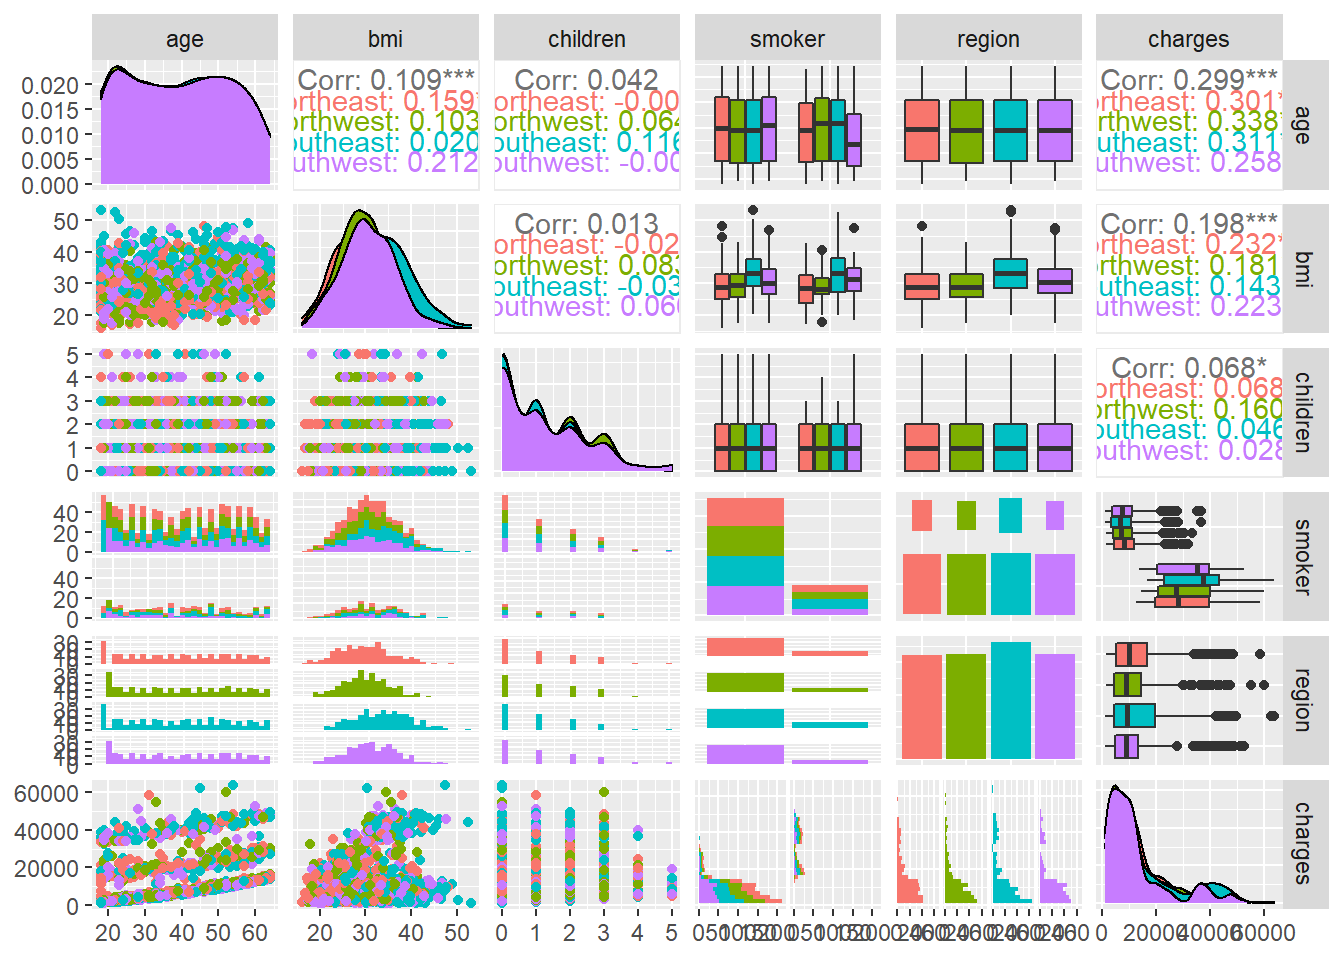 age bmi children smoker region charges
0.020
0.015
0.010
0.005
0.000
Corr: 0.109***
ortheast: 0.159
orthwest: 0.103
outheast: 0.020
outhwest: 0.212
Corr: 0.042
ortheast: -0.00
orthwest: 0.064
outheast: 0.116
outhwest: -0.00
Corr: 0.299***
ortheast: 0.301*
orthwest: 0.338*
outheast: 0.311*
outhwest: 0.258*
age
50
40
30
20
Corr: 0.013
ortheast: -0.02
orthwest: 0.08
outheast: -0.03
outhwest: 0.06
Corr: 0.198***
ortheast: 0.232*
orthwest: 0.181
outheast: 0.143
outhwest: 0.223
bmi
5
4
3
2
1
0
Corr: 0.068*
ortheast: 0.068
orthwest: 0.160
outheast: 0.046
outhwest: 0.028
children
40
20
0
40
20
0
smoker
30
region
60000
40000
20000
0
charges
20 30 40 50 60
20 30 40 50
0 1 2 3 4 5
0 20000 40000 60000